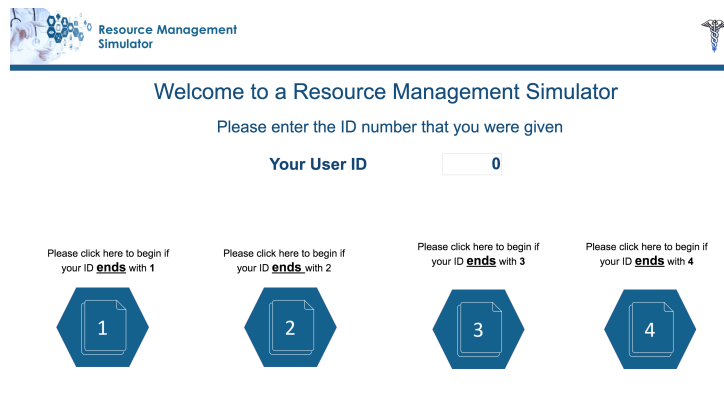 Resource Management
Simulator
Welcome to a Resource Management Simulator
Please enter the ID number that you were given
Your User ID
0
Please click here to begin if
your ID ends with 1
Please click here to begin if
your ID ends with 2
Please click here to begin if
your ID ends with 3
Please click here to begin if
your ID ends with 4
1
2
3
4